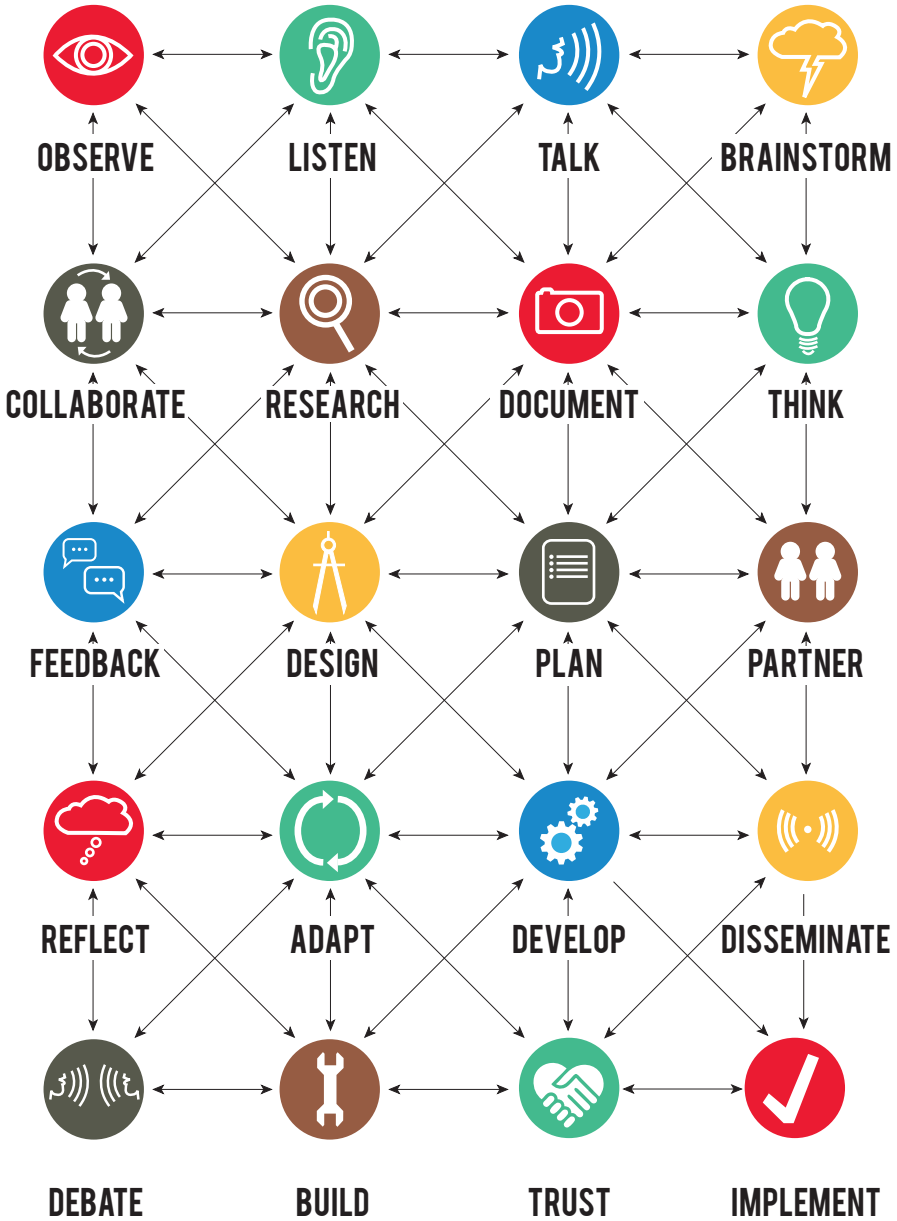 OBSERVE LISTEN TALK BRAINSTORM
COLLABORATE RESEARCH DOCUMENT THINK
FEEDBACK DESIGN PLAN PARTNER
REFLECT ADAPT DEVELOP DISSEMINATE
DEBATE BUILD TRUST IMPLEMENT